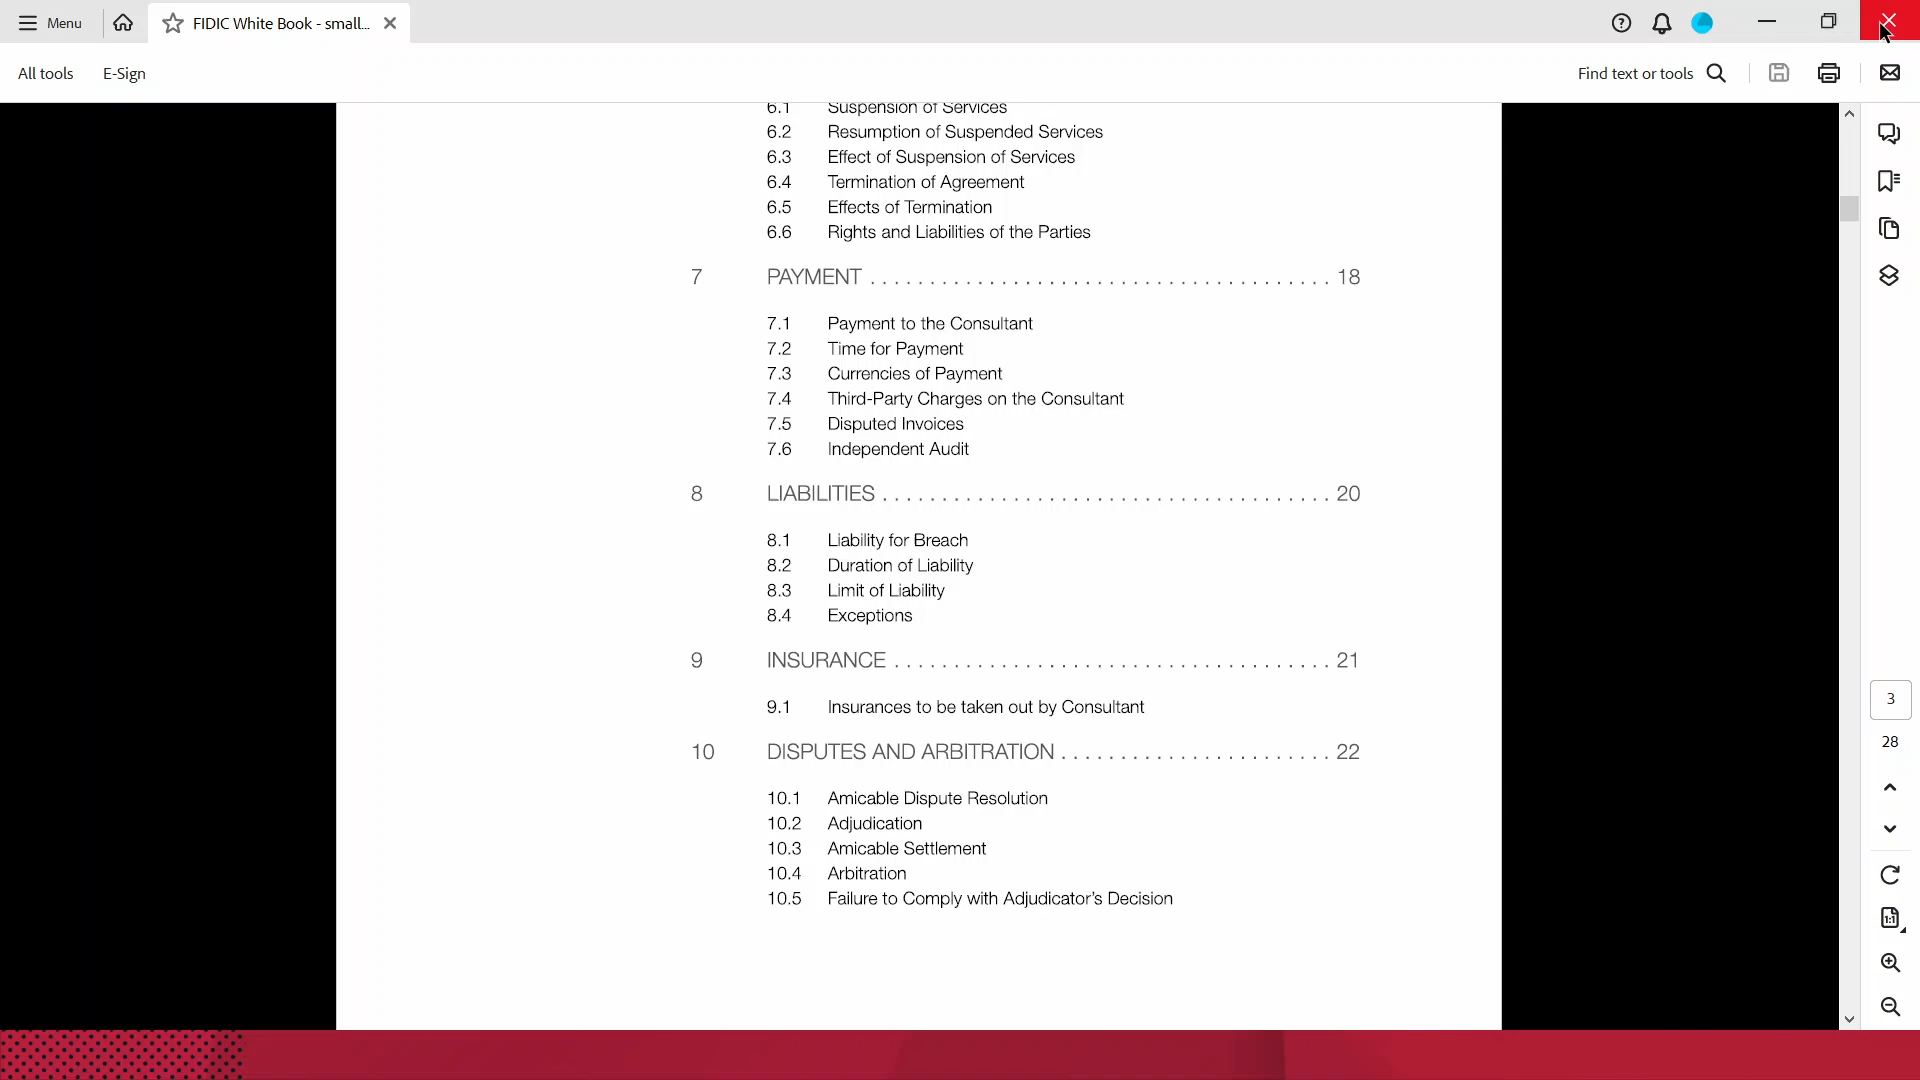 Menu
FIDIC White Book - small...
All tools
E-Sign
Find text or tools
6.1 Suspension of Services
6.2 Resumption of Suspended Services
6.3 Effect of Suspension of Services
6.4 Termination of Agreement
6.5 Effects of Termination
6.6 Rights and Liabilities of the Parties
7 PAYMENT . . . . . . . . . . . . . . . . . . . . . . . . . . . . . . . . . . . . . . . 18
7.1 Payment to the Consultant
7.2 Time for Payment
7.3 Currencies of Payment
7.4 Third-Party Charges on the Consultant
7.5 Disputed Invoices
7.6 Independent Audit
8 LIABILITIES . . . . . . . . . . . . . . . . . . . . . . . . . . . . . . . . . . . . . . 20
8.1 Liability for Breach
8.2 Duration of Liability
8.3 Limit of Liability
8.4 Exceptions
9 INSURANCE . . . . . . . . . . . . . . . . . . . . . . . . . . . . . . . . . . . . . 21
9.1 Insurances to be taken out by Consultant
10 DISPUTES AND ARBITRATION . . . . . . . . . . . . . . . . . . . . . . . 22
10.1 Amicable Dispute Resolution
10.2 Adjudication
10.3 Amicable Settlement
10.4 Arbitration
10.5 Failure to Comply with Adjudicator's Decision
3
28
1:1